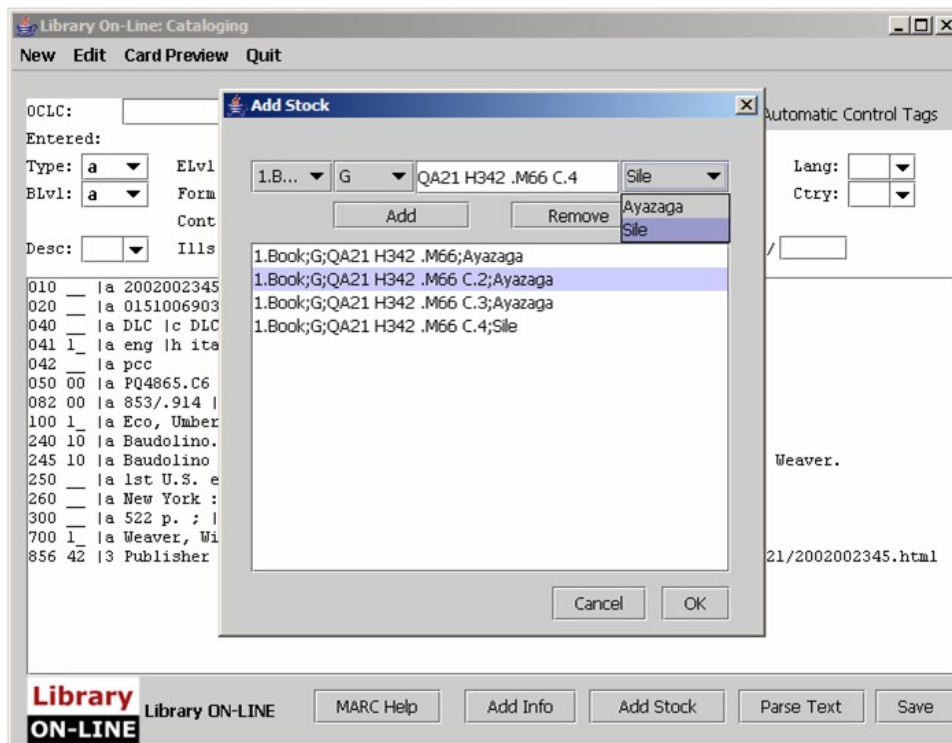 Library On-Line: Cataloging
New Edit Card Preview Quit
OCLC:
Automatic Control Tags
Entered:
Type: a ELvl Lang:
BLvl: a Form Ctry:
Cont
Desc: Ills /
Add Stock
1.B... G QA21 H342 .M66 C.4 Sile
Ayazaga
Sile
Add Remove
1.Book;G;QA21 H342 .M66;Ayazaga
1.Book;G;QA21 H342 .M66 C.2;Ayazaga
1.Book;G;QA21 H342 .M66 C.3;Ayazaga
1.Book;G;QA21 H342 .M66 C.4;Sile
Cancel OK
010 __ |a 2002002345
020 __ |a 0151006903
040 __ |a DLC |c DLC
041 1_ |a eng |h ita
042 __ |a pcc
050 00 |a PQ4865.C6
082 00 |a 853/.914 |
100 1_ |a Eco, Umber
240 10 |a Baudolino.
245 10 |a Baudolino Weaver.
250 __ |a 1st U.S. e
260 __ |a New York :
300 __ |a 522 p. ; |
700 1_ |a Weaver, Wi
856 42 |3 Publisher 21/2002002345.html
Library
ON-LINE
Library ON-LINE
MARC Help Add Info Add Stock Parse Text Save